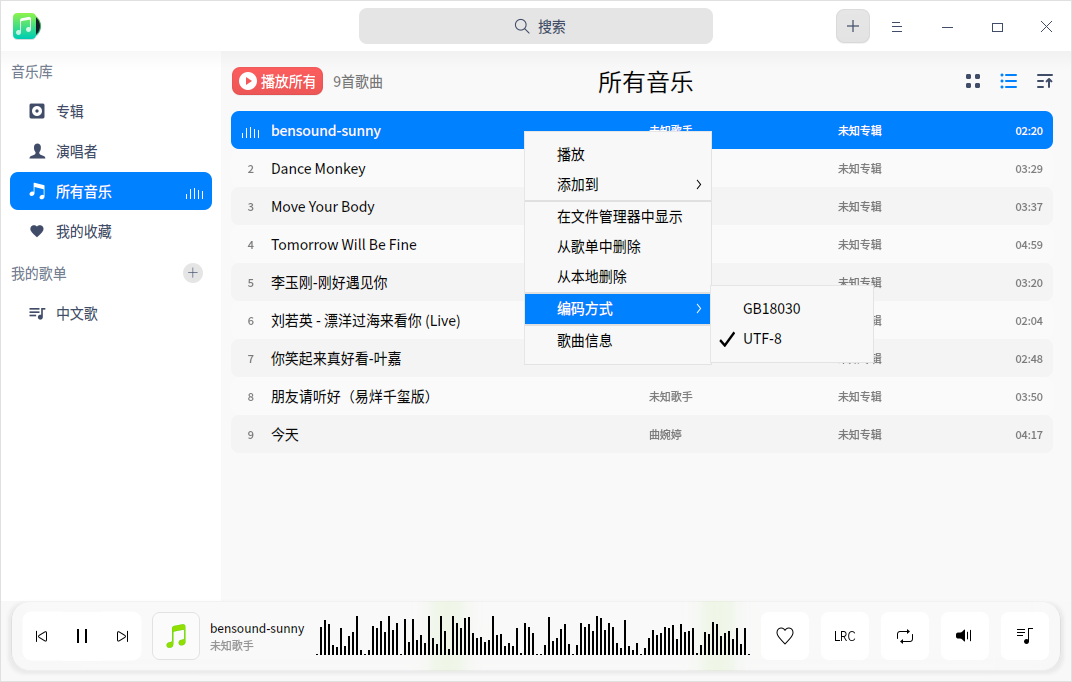 搜索
音乐库
专辑
演唱者
所有音乐
我的收藏
我的歌单
中文歌
播放所有 9首歌曲
所有音乐
bensound-sunny 未知歌手 未知专辑 02:20
2 Dance Monkey 未知专辑 03:29
3 Move Your Body 未知专辑 03:37
4 Tomorrow Will Be Fine 未知专辑 04:59
5 李玉刚-刚好遇见你 未知专辑 03:20
6 刘若英 - 漂洋过海来看你 (Live) 02:04
7 你笑起来真好看-叶嘉 未知专辑 02:48
8 朋友请听好（易烊千玺版） 未知歌手 未知专辑 03:50
9 今天 曲婉婷 未知专辑 04:17
播放
添加到
在文件管理器中显示
从歌单中删除
从本地删除
编码方式
歌曲信息
GB18030
UTF-8
bensound-sunny
未知歌手
LRC